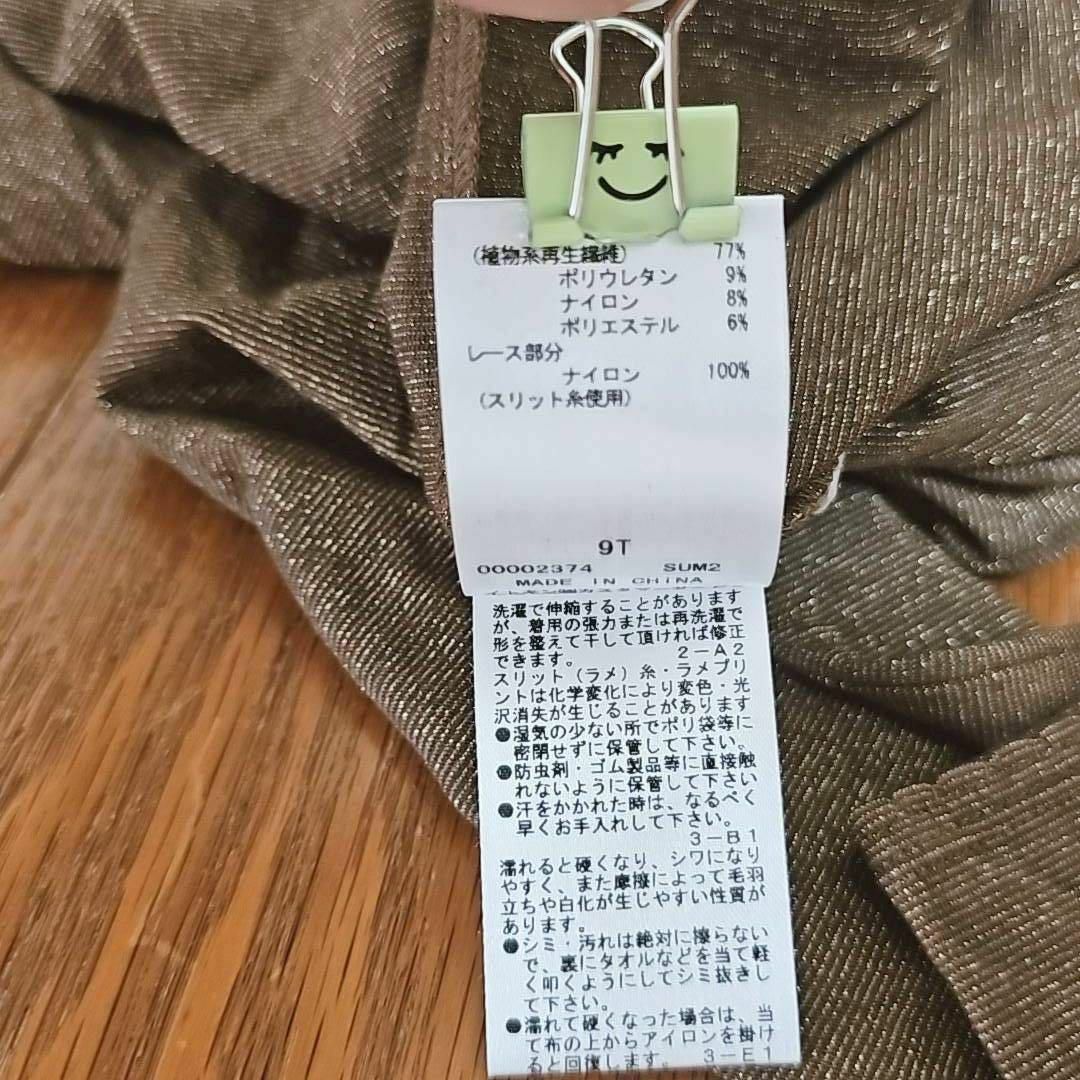 (植物系再生繊維) 77%
ポリウレタン 9%
ナイロン 8%
ポリエステル 6%
レース部分
ナイロン 100%
(スリット糸使用)
9T
00002374 SUM2
MADE IN CHINA
洗濯で伸縮することがあります
が、着用の張力または再洗濯で
形を整えて干して頂ければ修正
できます。 2－A2
スリット（ラメ）糸・ラメプリ
ントは化学変化により変色・光
沢消失が生じることがあります
●湿気の少ない所でポリ袋等に
密閉せずに保管して下さい。
●防虫剤・ゴム製品等に直接触
れないように保管して下さい
●汗をかかれた時は、なるべく
早くお手入れして下さい。
3－B1
濡れると硬くなり、シワになり
やすく、また摩擦によって毛羽
立ちや白化が生じやすい性質が
あります。
●シミ・汚れは絶対に擦らない
で、裏にタオルなどを当て軽
く叩くようにしてシミ抜きし
て下さい。
●濡れて硬くなった場合は、当
て布の上からアイロンを掛け
ると回復します。 3－E1